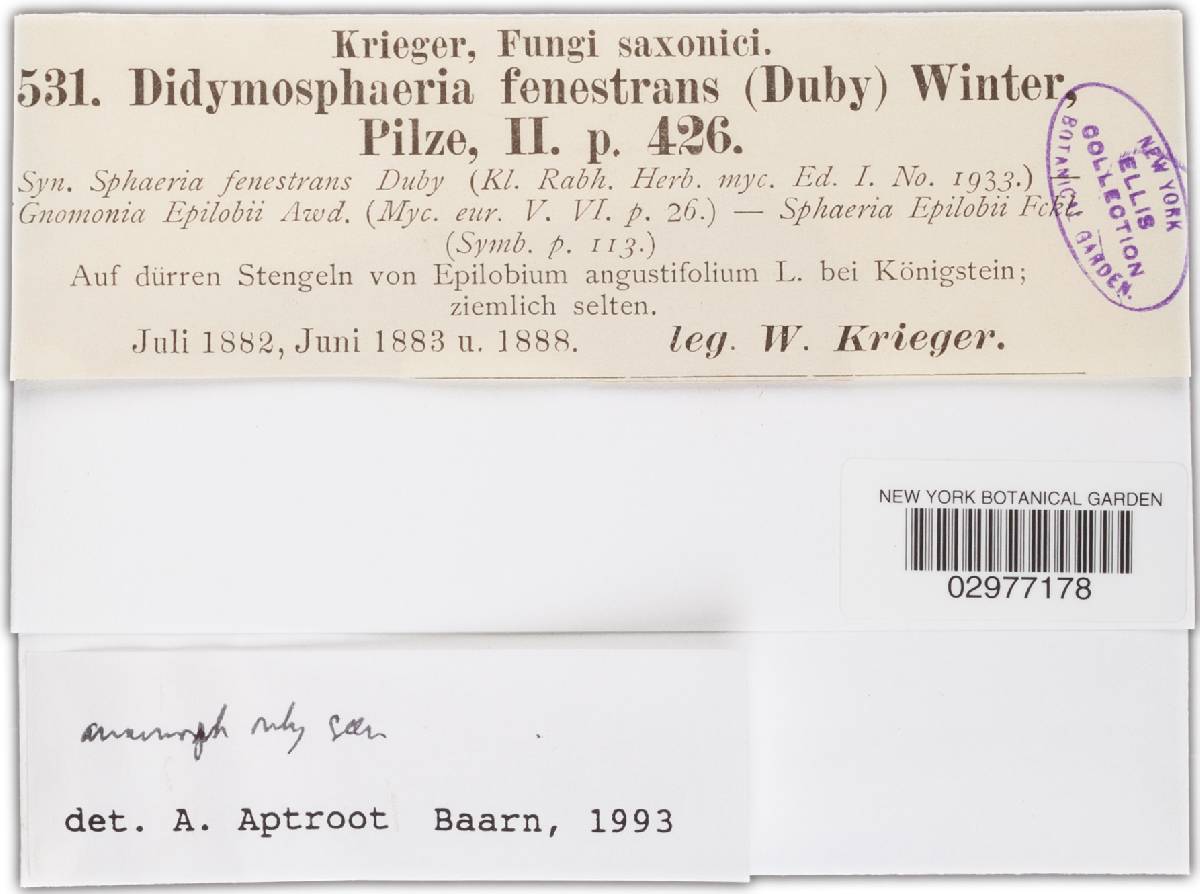 Krieger, Fungi saxonici.
531. Didymosphaeria fenestrans (Duby) Winter,
Pilze, II. p. 426.
Syn. Sphaeria fenestrans Duby (Kl. Rabh. Herb. myc. Ed. I. No. 1933.) —
Gnomonia Epilobii Awd. (Myc. eur. V. VI. p. 26.) — Sphaeria Epilobii Fckl.
(Symb. p. 113.)
Auf dürren Stengeln von Epilobium angustifolium L. bei Königstein;
ziemlich selten.
Juli 1882, Juni 1883 u. 1888. leg. W. Krieger.
NEW YORK
ELLIS
COLLECTION
BOTANICAL GARDEN.
NEW YORK BOTANICAL GARDEN
02977178
anamorph only seen
det. A. Aptroot Baarn, 1993